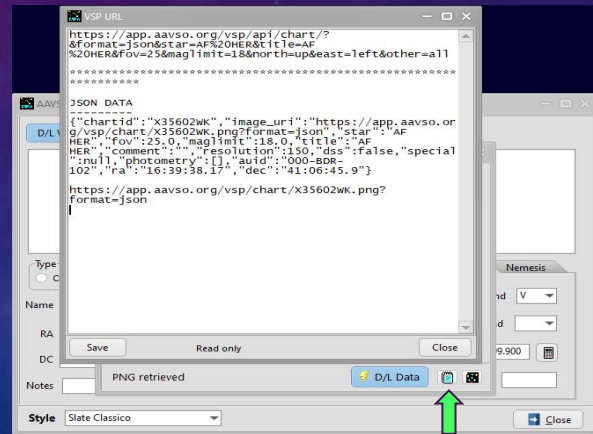 VSP URL
https://app.aavso.org/vsp/api/chart/?
&format=json&star=AF%20HER&title=AF
%20HER&fov=25&maglimit=18&north=up&east=left&other=all
*******************************************************
**********
JSON DATA
---------
{"chartid":"X35602WK","image_uri":"https://app.aavso.or
g/vsp/chart/X35602WK.png?format=json","star":"AF
HER","fov":25.0,"maglimit":18.0,"title":"AF
HER","comment":"","resolution":150,"dss":false,"special
":null,"photometry":[],"auid":"000-BDR-
102","ra":"16:39:38.17","dec":"41:06:45.9"}
https://app.aavso.org/vsp/chart/X35602WK.png?
format=json
Save Read only Close
D/L
Type
Nemesis
V
Name
RA
DC
9.900
PNG retrieved D/L Data
Notes
Style Slate Classico Close